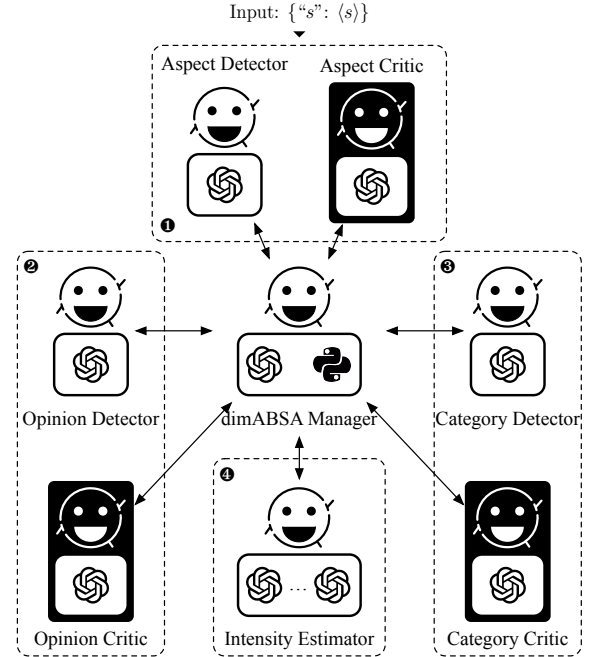 Input: {“s”: ⟨s⟩}
Aspect Detector
Aspect Critic
❶
❷
❸
Opinion Detector
dimABSA Manager
Category Detector
❹
...
Opinion Critic
Intensity Estimator
Category Critic